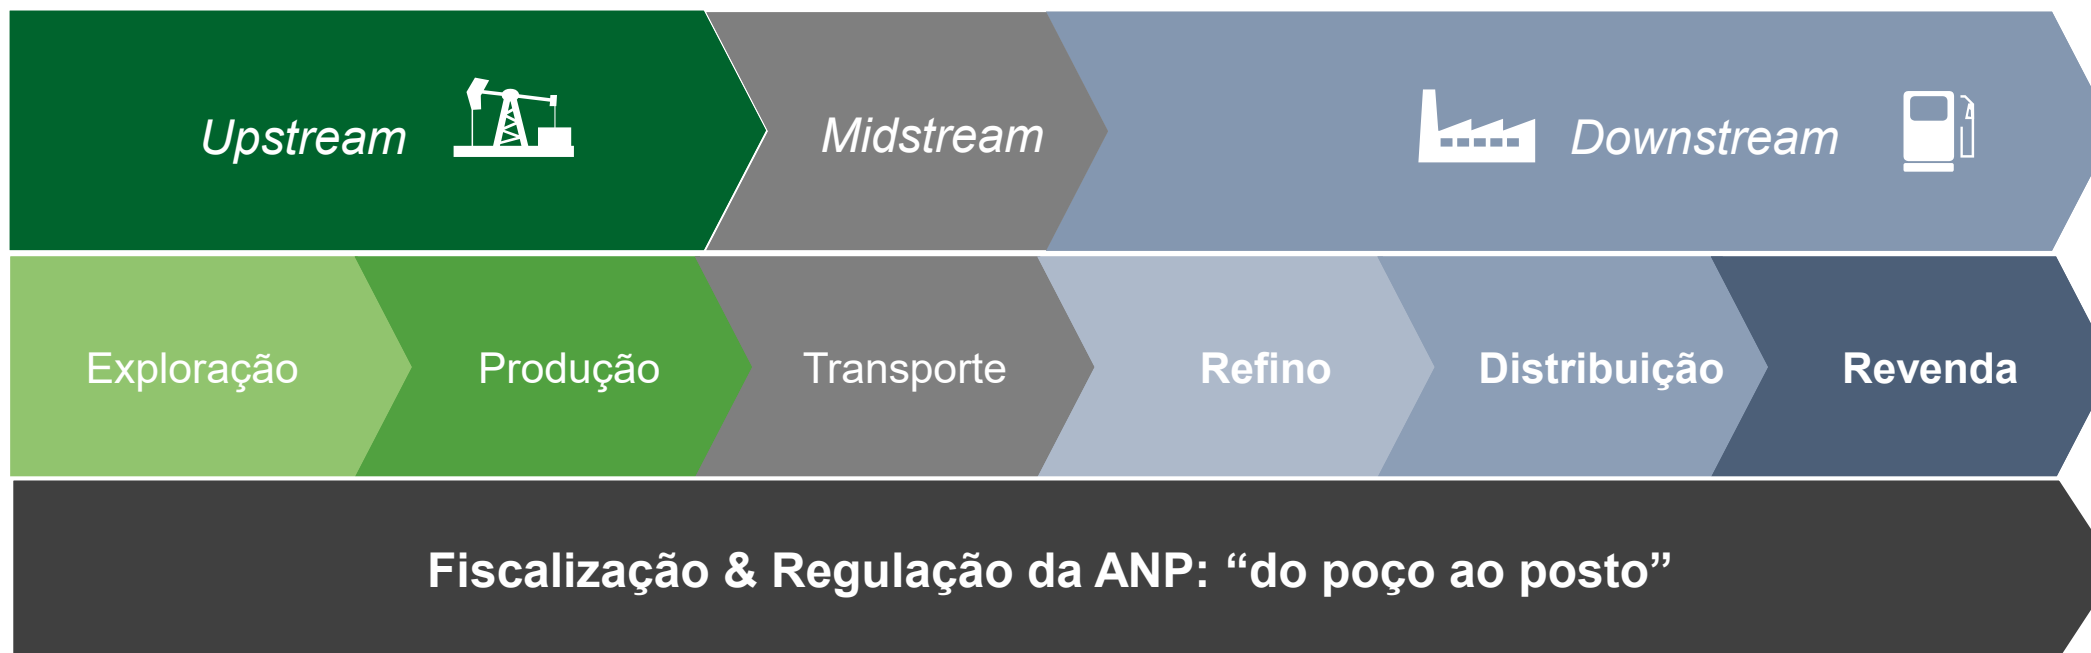 Upstream
Midstream
Downstream
Exploração
Produção
Transporte
Refino
Distribuição
Revenda
Fiscalização & Regulação da ANP: “do poço ao posto”